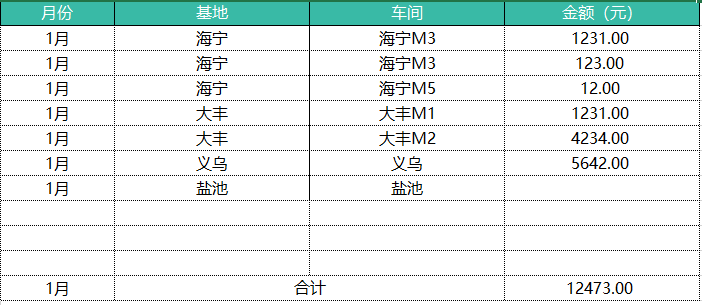 月份 基地 车间 金额（元）
1月 海宁 海宁M3 1231.00
1月 海宁 海宁M3 123.00
1月 海宁 海宁M5 12.00
1月 大丰 大丰M1 1231.00
1月 大丰 大丰M2 4234.00
1月 义乌 义乌 5642.00
1月 盐池 盐池
1月 合计 12473.00